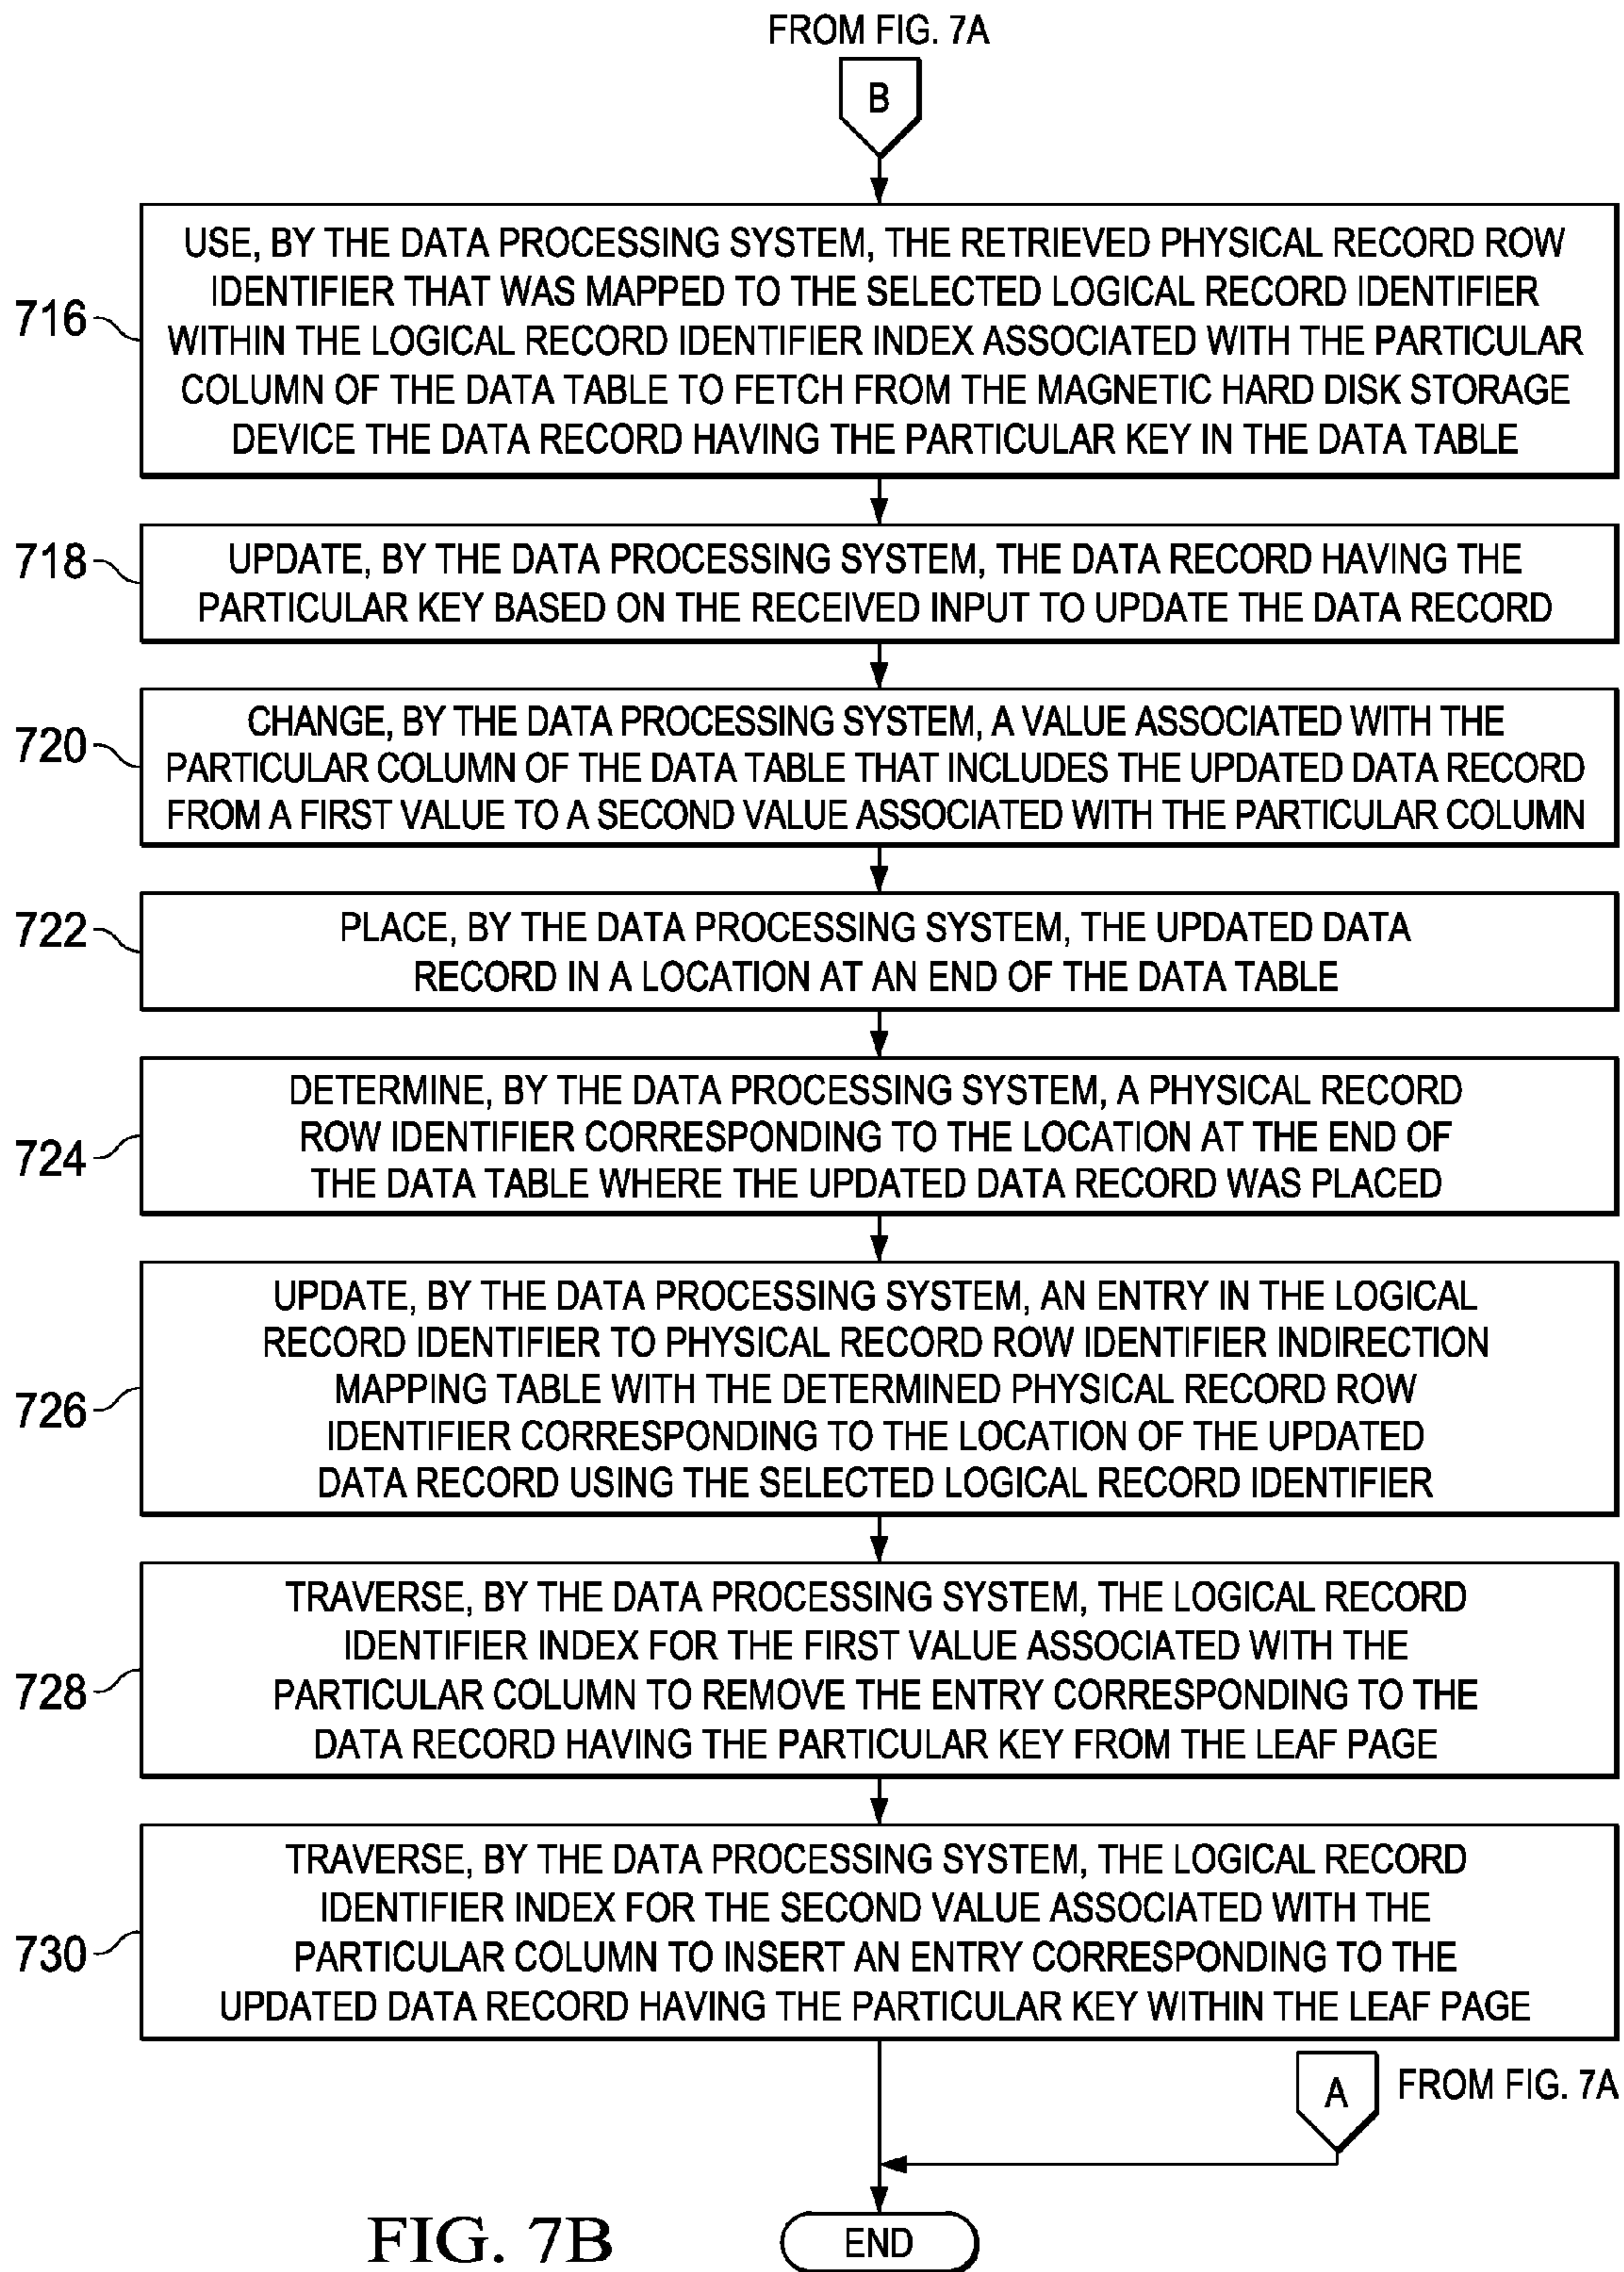 FROM FIG. 7A
B
716
USE, BY THE DATA PROCESSING SYSTEM, THE RETRIEVED PHYSICAL RECORD ROW
IDENTIFIER THAT WAS MAPPED TO THE SELECTED LOGICAL RECORD IDENTIFIER
WITHIN THE LOGICAL RECORD IDENTIFIER INDEX ASSOCIATED WITH THE PARTICULAR
COLUMN OF THE DATA TABLE TO FETCH FROM THE MAGNETIC HARD DISK STORAGE
DEVICE THE DATA RECORD HAVING THE PARTICULAR KEY IN THE DATA TABLE
718
UPDATE, BY THE DATA PROCESSING SYSTEM, THE DATA RECORD HAVING THE
PARTICULAR KEY BASED ON THE RECEIVED INPUT TO UPDATE THE DATA RECORD
720
CHANGE, BY THE DATA PROCESSING SYSTEM, A VALUE ASSOCIATED WITH THE
PARTICULAR COLUMN OF THE DATA TABLE THAT INCLUDES THE UPDATED DATA RECORD
FROM A FIRST VALUE TO A SECOND VALUE ASSOCIATED WITH THE PARTICULAR COLUMN
722
PLACE, BY THE DATA PROCESSING SYSTEM, THE UPDATED DATA
RECORD IN A LOCATION AT AN END OF THE DATA TABLE
724
DETERMINE, BY THE DATA PROCESSING SYSTEM, A PHYSICAL RECORD
ROW IDENTIFIER CORRESPONDING TO THE LOCATION AT THE END OF
THE DATA TABLE WHERE THE UPDATED DATA RECORD WAS PLACED
726
UPDATE, BY THE DATA PROCESSING SYSTEM, AN ENTRY IN THE LOGICAL
RECORD IDENTIFIER TO PHYSICAL RECORD ROW IDENTIFIER INDIRECTION
MAPPING TABLE WITH THE DETERMINED PHYSICAL RECORD ROW
IDENTIFIER CORRESPONDING TO THE LOCATION OF THE UPDATED
DATA RECORD USING THE SELECTED LOGICAL RECORD IDENTIFIER
728
TRAVERSE, BY THE DATA PROCESSING SYSTEM, THE LOGICAL RECORD
IDENTIFIER INDEX FOR THE FIRST VALUE ASSOCIATED WITH THE
PARTICULAR COLUMN TO REMOVE THE ENTRY CORRESPONDING TO THE
DATA RECORD HAVING THE PARTICULAR KEY FROM THE LEAF PAGE
730
TRAVERSE, BY THE DATA PROCESSING SYSTEM, THE LOGICAL RECORD
IDENTIFIER INDEX FOR THE SECOND VALUE ASSOCIATED WITH THE
PARTICULAR COLUMN TO INSERT AN ENTRY CORRESPONDING TO THE
UPDATED DATA RECORD HAVING THE PARTICULAR KEY WITHIN THE LEAF PAGE
A
FROM FIG. 7A
END
FIG. 7B